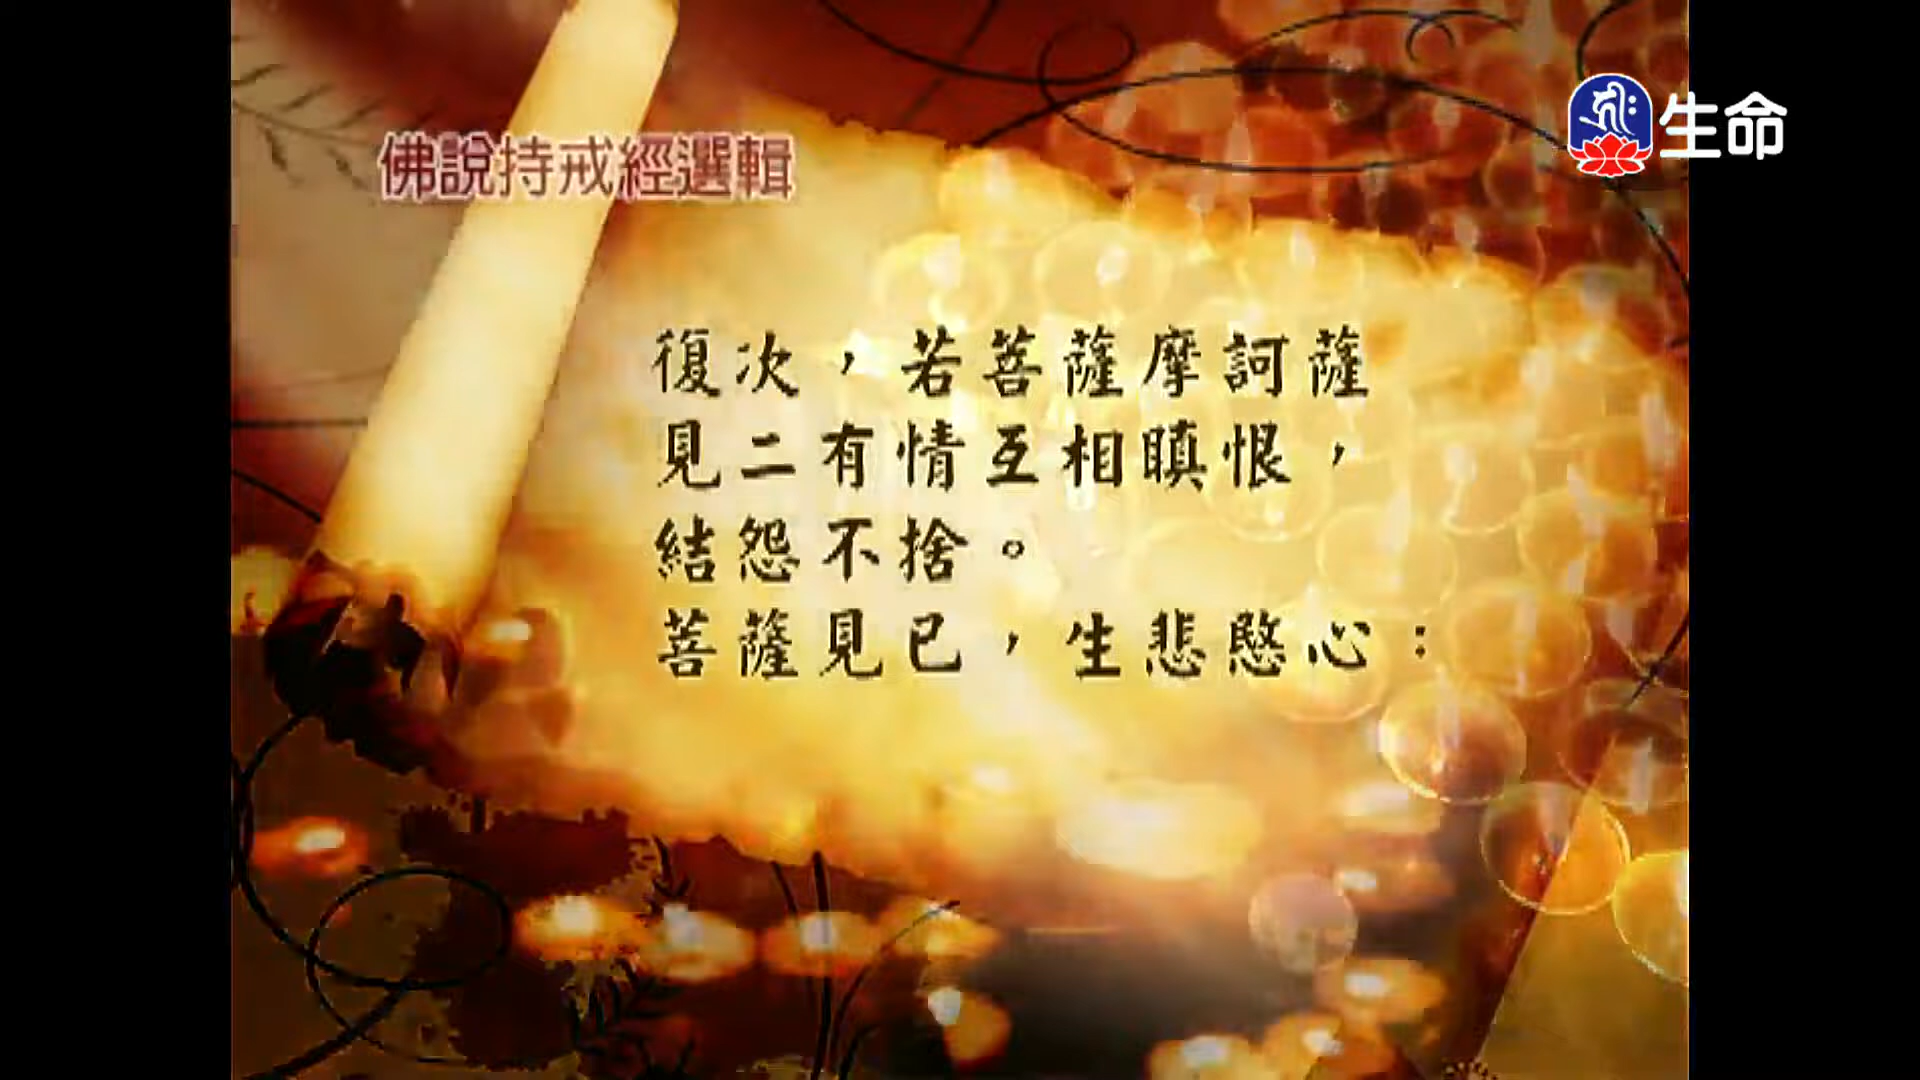 佛說持戒經選輯
生命
復次，若菩薩摩訶薩
見二有情互相瞋恨，
結怨不捨。
菩薩見已，生悲愍心：